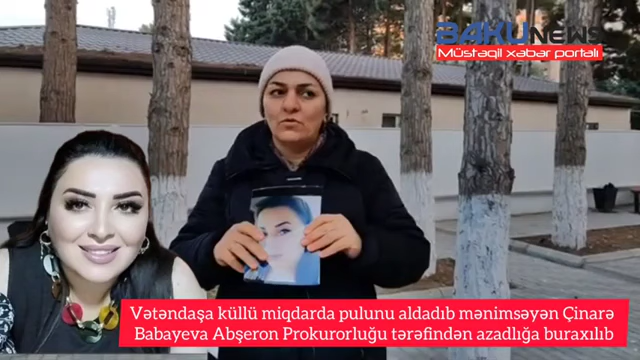 BAKUNEWS
Müstəqil xəbər portalı
Vətəndaşa küllü miqdarda pulunu aldadıb mənimsəyən Çinarə
Babayeva Abşeron Prokurorluğu tərəfindən azadlığa buraxılıb